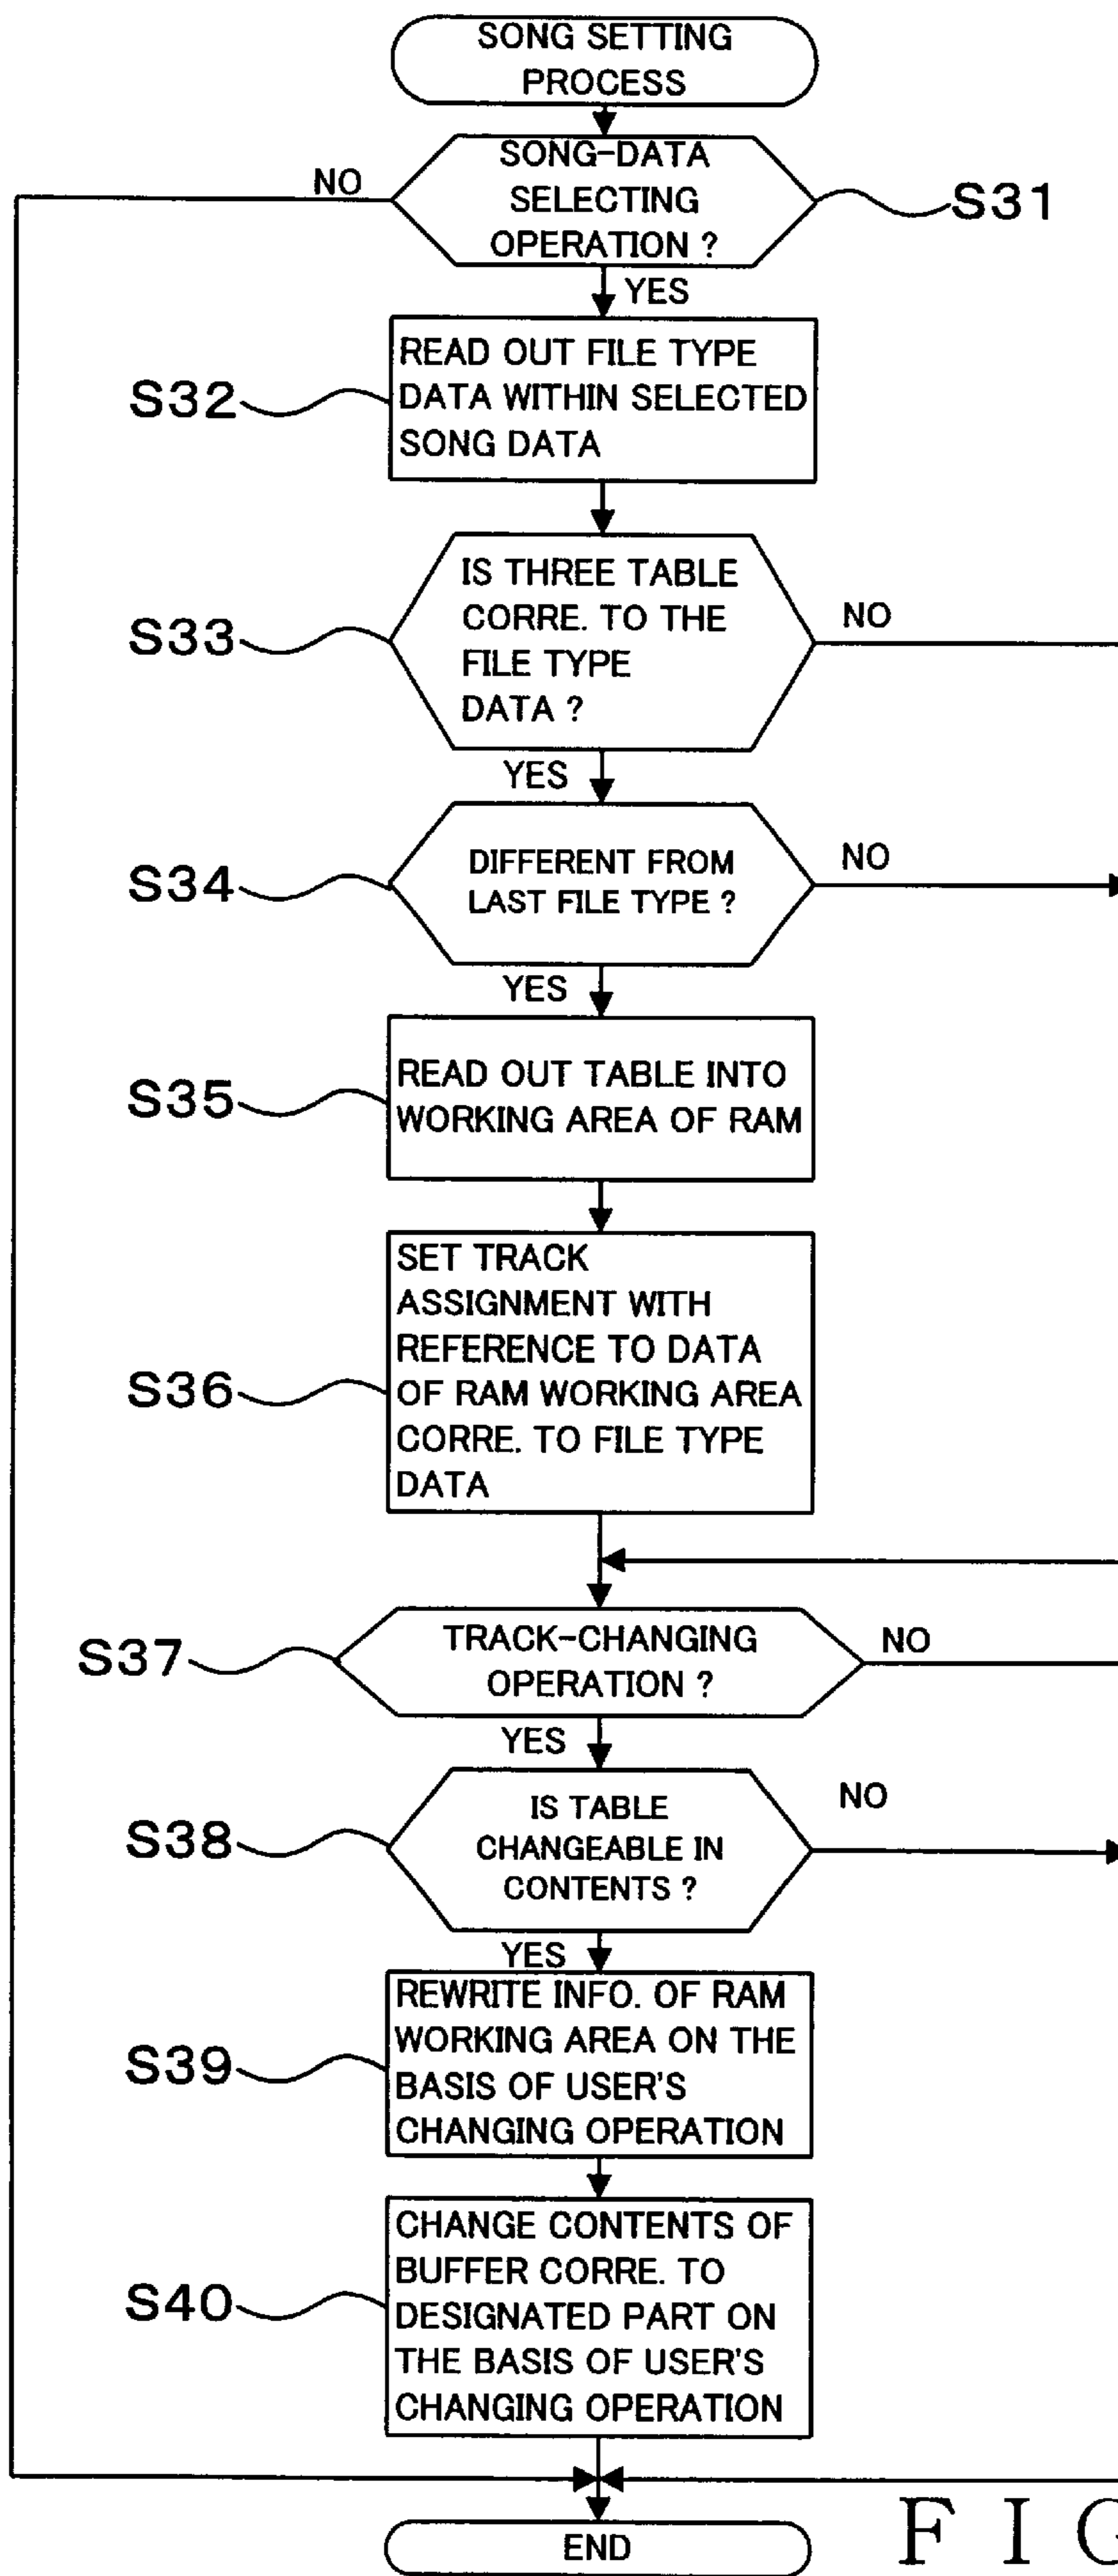 SONG SETTING
PROCESS
SONG-DATA
SELECTING
OPERATION ?
NO
S31
YES
READ OUT FILE TYPE
DATA WITHIN SELECTED
SONG DATA
S32
IS THREE TABLE
CORRE. TO THE
FILE TYPE
DATA ?
NO
S33
YES
DIFFERENT FROM
LAST FILE TYPE ?
NO
S34
YES
READ OUT TABLE INTO
WORKING AREA OF RAM
S35
SET TRACK
ASSIGNMENT WITH
REFERENCE TO DATA
OF RAM WORKING AREA
CORRE. TO FILE TYPE
DATA
S36
TRACK-CHANGING
OPERATION ?
NO
S37
YES
IS TABLE
CHANGEABLE IN
CONTENTS ?
NO
S38
YES
REWRITE INFO. OF RAM
WORKING AREA ON THE
BASIS OF USER'S
CHANGING OPERATION
S39
CHANGE CONTENTS OF
BUFFER CORRE. TO
DESIGNATED PART ON
THE BASIS OF USER'S
CHANGING OPERATION
S40
END
FIG